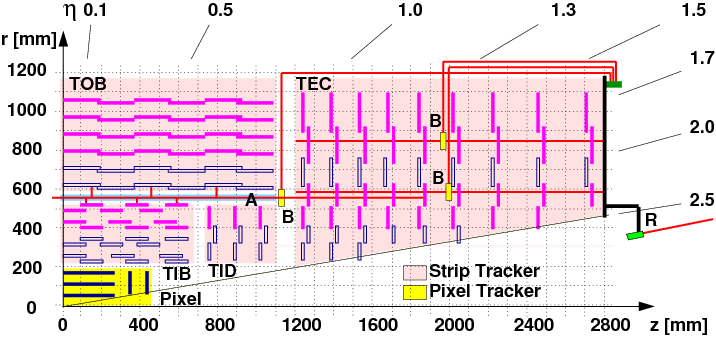 η 0.1 0.5 1.0 1.3 1.5
r [mm]
1.7
1200 TOB TEC
1000
B
800 2.0
B
600
A
B
2.5
400 R
200 TIB TID
Strip Tracker
Pixel
Pixel Tracker
0
0 400 800 1200 1600 2000 2400 2800 z [mm]